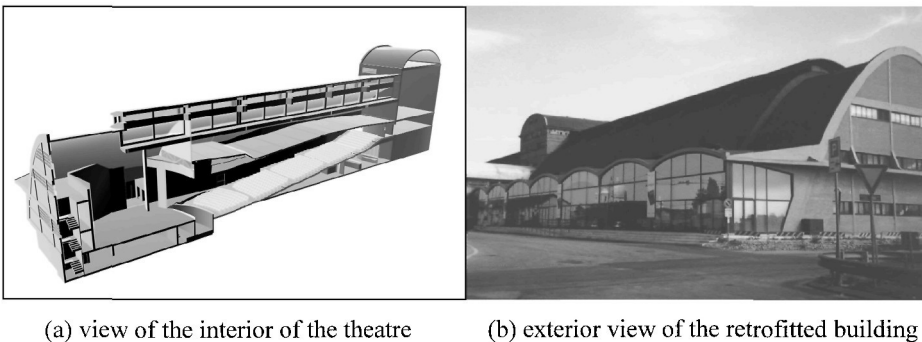 (a) view of the interior of the theatre
(b) exterior view of the retrofitted building